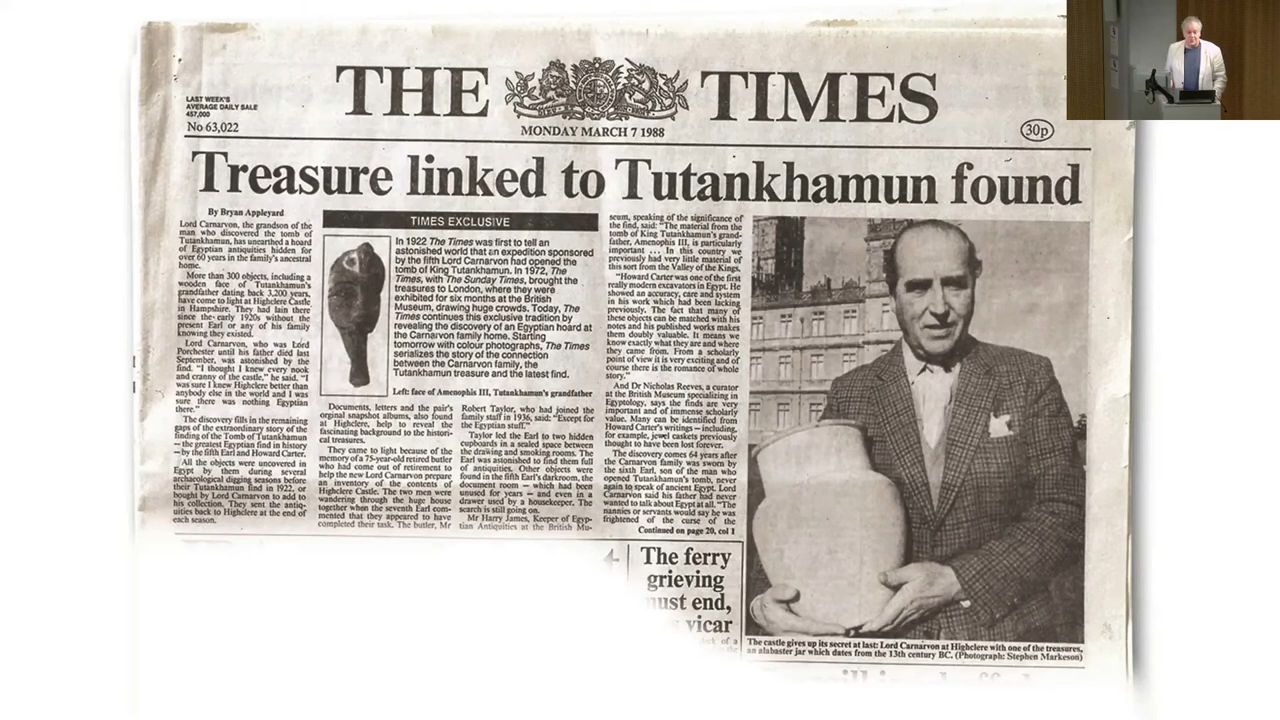 LAST WEEK'S
AVERAGE DAILY SALE
457,000
No 63,022
THE TIMES
MONDAY MARCH 7 1988
30p
Treasure linked to Tutankhamun found
By Bryan Appleyard
Lord Carnarvon, the grandson of the
man who discovered the tomb of
Tutankhamun, has unearthed a hoard
of Egyptian antiquities hidden for
over 60 years in the family's ancestral
home.
More than 300 objects, including a
wooden face of Tutankhamun's
grandfather dating back 3,200 years,
have come to light at Highclere Castle,
in Hampshire. They had lain there
since the early 1920s without the
present Earl or any of his family
knowing they existed.
Lord Carnarvon, who was Lord
Porchester until his father died last
September, was astonished by the
find. "I thought I knew every nook
and cranny of the castle," he said. "I
was sure I knew Highclere better than
anybody else in the world and I was
sure there was nothing Egyptian
there."
The discovery fills in the remaining
gaps of the extraordinary story of the
finding of the Tomb of Tutankhamun
— the greatest Egyptian find in history
— by the fifth Earl and Howard Carter.
All the objects were uncovered in
Egypt by them during several
archaeological digging seasons before
their Tutankhamun find in 1922, or
bought by Lord Carnarvon to add to
his collection. They sent the antiq-
uities back to Highclere at the end of
each season.
TIMES EXCLUSIVE
In 1922 The Times was first to tell an
astonished world that an expedition sponsored
by the fifth Lord Carnarvon had opened the
tomb of King Tutankhamun. In 1972, The
Times, with The Sunday Times, brought the
treasures to London, where they were
exhibited for six months at the British
Museum, drawing huge crowds. Today, The
Times continues this exclusive tradition by
revealing the discovery of an Egyptian hoard at
the Carnarvon family home. Starting
tomorrow with colour photographs, The Times
serializes the story of the connection
between the Carnarvon family, the
Tutankhamun treasure and the latest find.
Left: face of Amenophis III, Tutankhamun's grandfather
Documents, letters and the pair's
orginal snapshot albums, also found
at Highclere, help to reveal the
fascinating background to the histori-
cal treasures.
They came to light because of the
memory of a 75-year-old retired butler
who had come out of retirement to
help the new Lord Carnarvon prepare
an inventory of the contents of
Highclere Castle. The two men were
wandering through the huge house
together when the seventh Earl com-
mented that they appeared to have
completed their task. The butler, Mr
Robert Taylor, who had joined the
family staff in 1936, said: "Except for
the Egyptian stuff."
Taylor led the Earl to two hidden
cupboards in a sealed space between
the drawing and smoking rooms. The
Earl was astonished to find them full
of antiquities. Other objects were
found in the fifth Earl's darkroom, the
document room — which had been
unused for years — and even in a
drawer used by a housekeeper. The
search is still going on.
Mr Harry James, Keeper of Egyp-
tian Antiquities at the British Mu-
seum, speaking of the significance of
the find, said: "The material from the
tomb of King Tutankhamun's grand-
father, Amenophis III, is particularly
important ... In this country we
previously had very little material of
this sort from the Valley of the Kings.
"Howard Carter was one of the first
really modern excavators in Egypt. He
showed an accuracy, care and system
in his work which had been lacking
previously. The fact that many of
these objects can be matched with his
notes and his published works makes
them doubly valuable. It means we
know exactly what they are and where
they came from. From a scholarly
point of view it is very exciting and of
course there is the romance of whole
story."
And Dr Nicholas Reeves, a curator
at the British Museum specializing in
Egyptology, says the finds are very
important and of immense scholarly
value. Many can be identified from
Howard Carter's writings — including,
for example, jewel caskets previously
thought to have been lost forever.
The discovery comes 64 years after
the Carnarvon family was sworn by
the sixth Earl, son of the man who
opened Tutankhamun's tomb, never
again to speak of ancient Egypt. Lord
Carnarvon said his father had never
wanted to talk about Egypt at all. "The
nannies or servants would say he was
frightened of the curse of the
Continued on page 20, col 1
The castle gives up its secret at last: Lord Carnarvon at Highclere with one of the treasures,
an alabaster jar which dates from the 13th century BC. (Photograph: Stephen Markeson)
The ferry
grieving
must end,
vicar